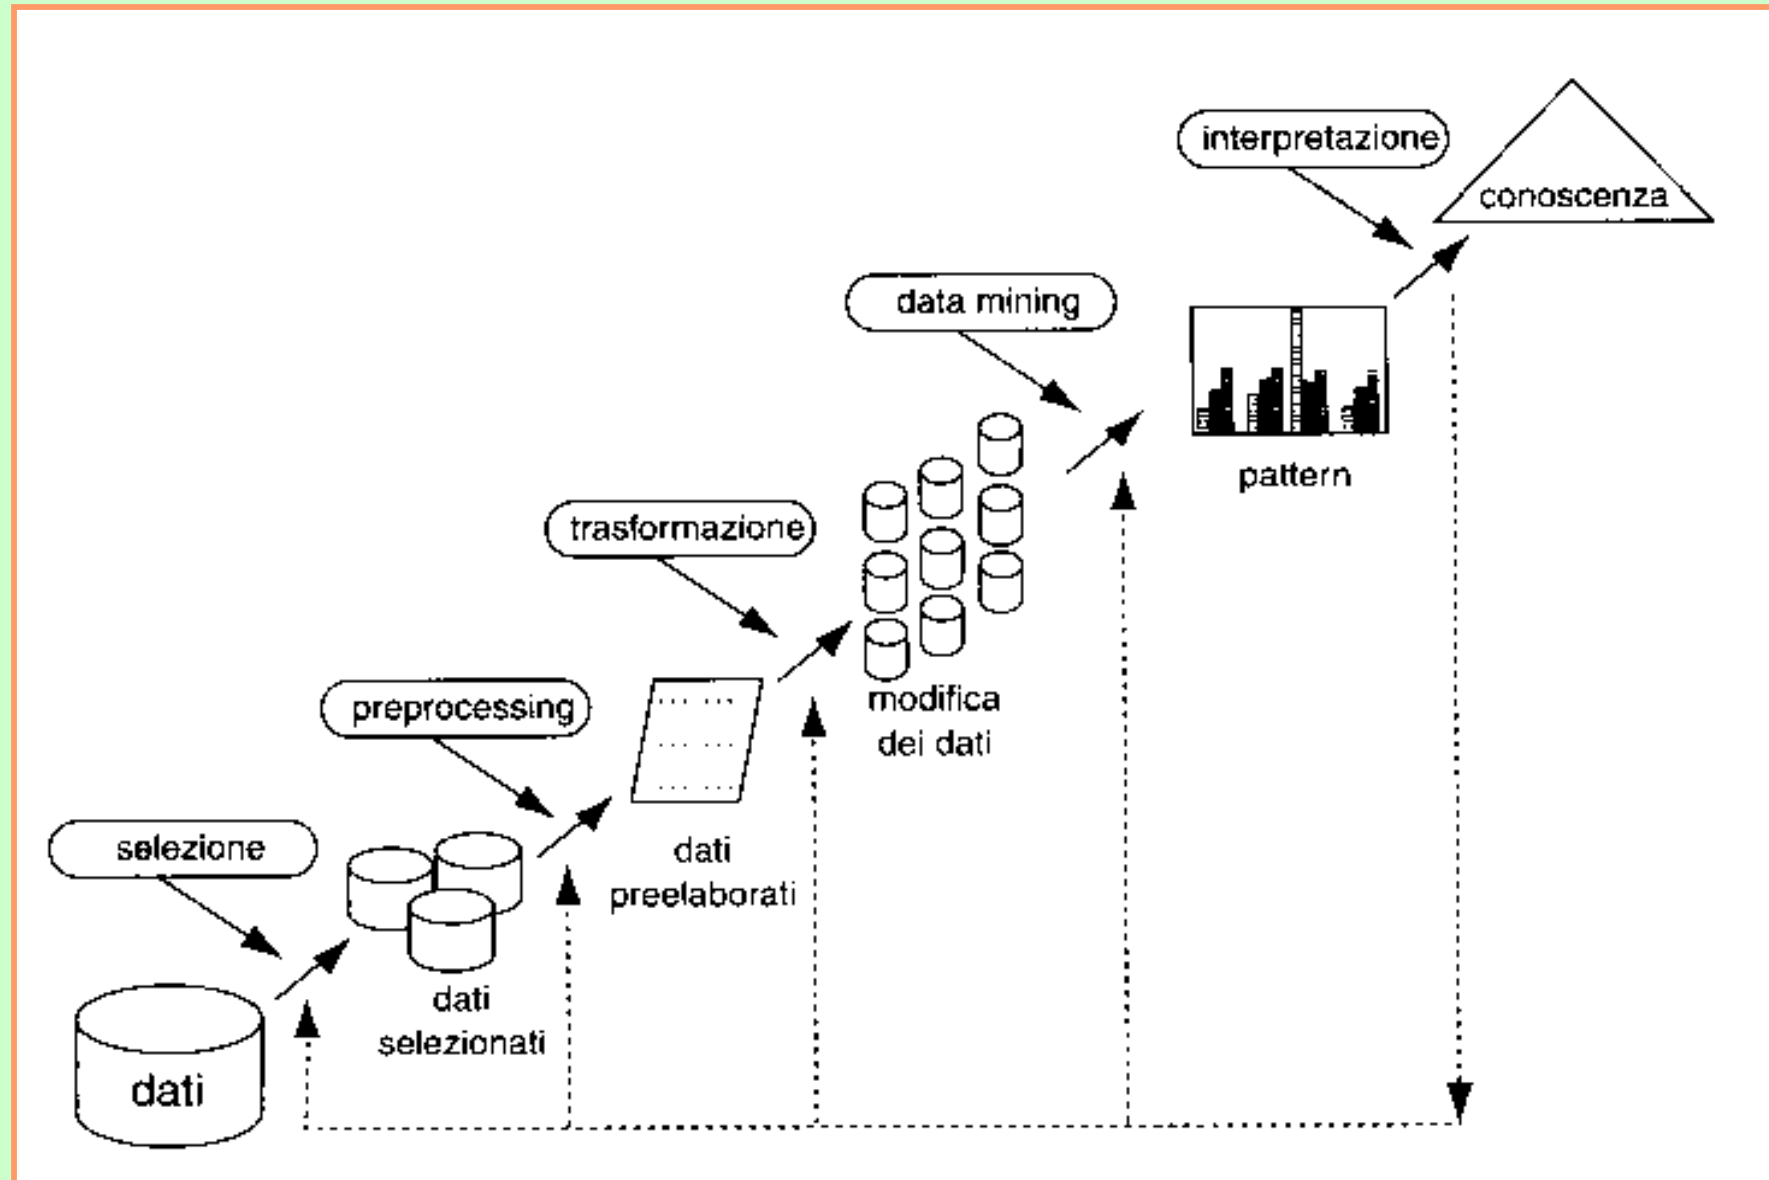 interpretazione
conoscenza
data mining
pattern
trasformazione
modifica
dei dati
preprocessing
dati
preelaborati
selezione
dati
selezionati
dati